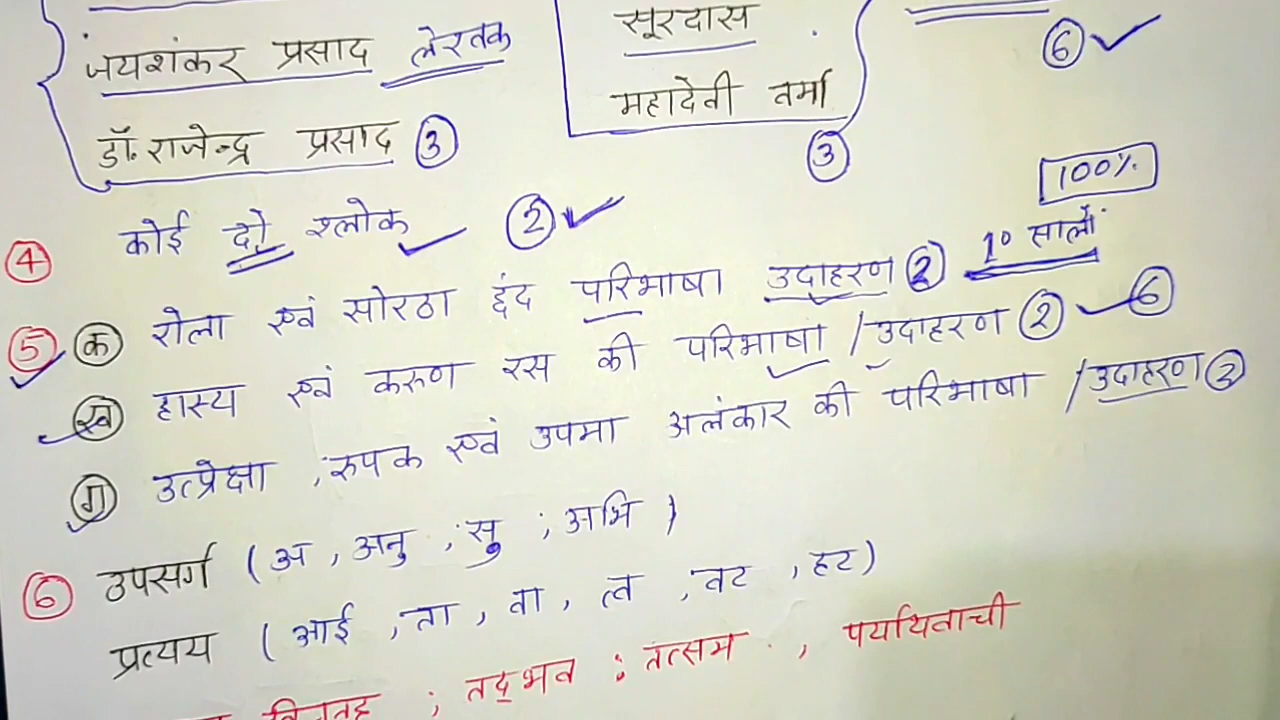 जयशंकर प्रसाद लेखक
डॉ. राजेन्द्र प्रसाद ③
सूरदास
महादेवी वर्मा
③
⑥
100%
④ कोई दो श्लोक ②
⑤ क रोला एवं सोरठा छंद परिभाषा उदाहरण ② 10 सालों
ख हास्य एवं करुण रस की परिभाषा / उदाहरण ② ⑥
ग उत्प्रेक्षा , रुपक एवं उपमा अलंकार की परिभाषा / उदाहरण ②
⑥ उपसर्ग ( अ , अनु , सु , अभि )
प्रत्यय ( आई , ता , वा , त्व , वट , हट )
; तद्भव : तत्सम , पर्यायवाची